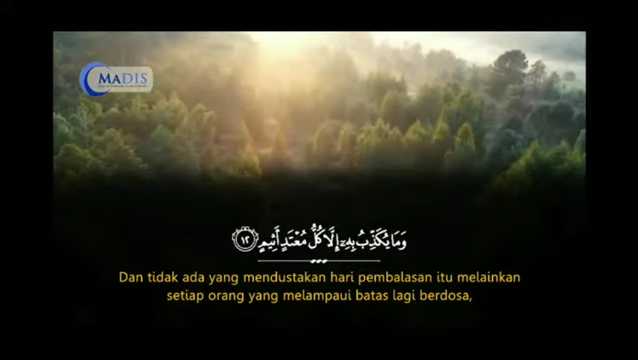 MADIS
وَمَا يُكَذِّبُ بِهِۦٓ إِلَّا كُلُّ مُعْتَدٍ أَثِيمٍ ١٢
Dan tidak ada yang mendustakan hari pembalasan itu melainkan
setiap orang yang melampaui batas lagi berdosa,